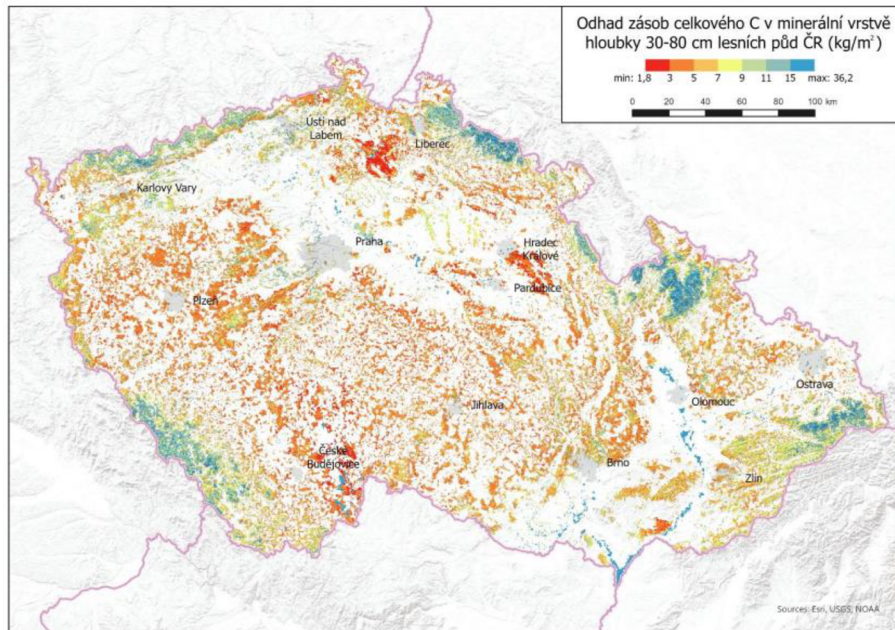 Odhad zásob celkového C v minerální vrstvě
hloubky 30-80 cm lesních půd ČR (kg/m²)
min: 1,8 3 5 7 9 11 15 max: 36,2
0 20 40 60 80 100 km
Ústí nad
Labem
Liberec
Karlovy Vary
Praha
Hradec
Králové
Pardubice
Plzeň
Ostrava
Olomouc
Jihlava
České
Budějovice
Brno
Zlín
Sources: Esri, USGS, NOAA